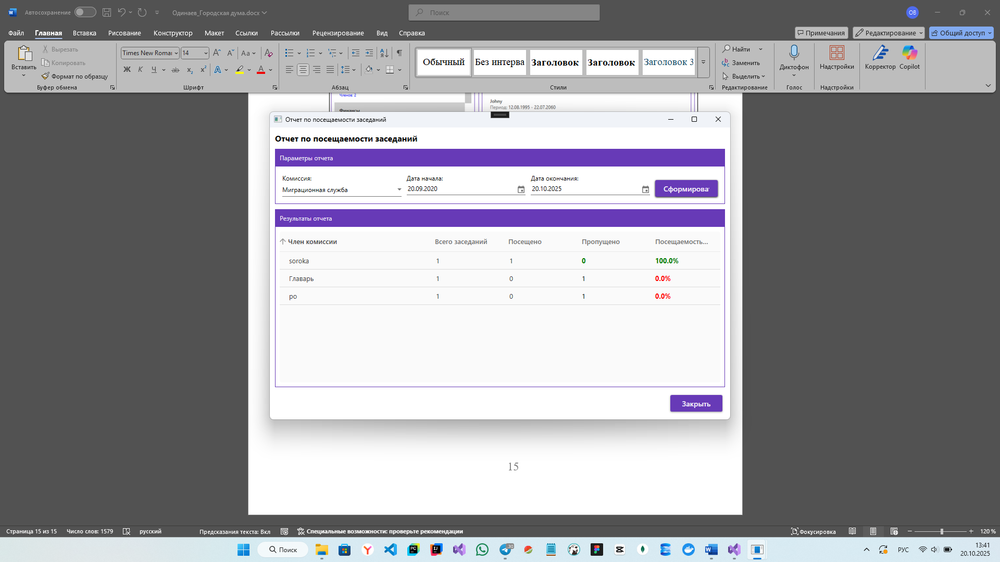 Автосохранение
Одинаев_Городская дума.docx
Поиск
ОВ
Файл Главная Вставка Рисование Конструктор Макет Ссылки Рассылки Рецензирование Вид Справка
Примечания Редактирование Общий доступ
Вставить
Вырезать
Копировать
Формат по образцу
Буфер обмена
Times New Roman 14
Шрифт
Абзац
Обычный Без интерва Заголовок Заголовок Заголовок 3
Стили
Найти
Заменить
Выделить
Редактирование
Диктофон
Голос
Надстройки
Надстройки
Корректор
Copilot
Членов: 2
Финансы
Johny
Период: 12.08.1995 - 22.07.2060
Отчет по посещаемости заседаний
Отчет по посещаемости заседаний
Параметры отчета
Комиссия: Дата начала: Дата окончания:
Миграционная служба 20.09.2020 20.10.2025 Сформироват
Результаты отчета
Член комиссии Всего заседаний Посещено Пропущено Посещаемость...
soroka 1 1 0 100.0%
Главарь 1 0 1 0.0%
po 1 0 1 0.0%
Закрыть
15
Страница 15 из 15 Число слов: 1579 русский Предсказания текста: Вкл Специальные возможности: проверьте рекомендации Фокусировка 120 %
Поиск
30
РУС
13:41
20.10.2025